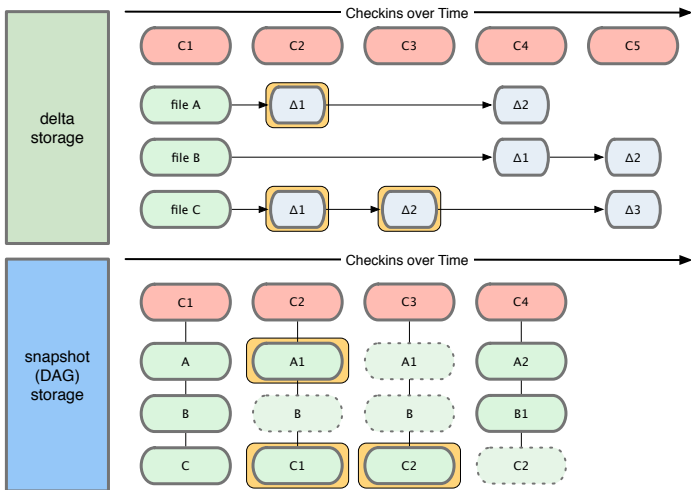 Checkins over Time
C1 C2 C3 C4 C5
delta
storage
file A Δ1 Δ2
file B Δ1 Δ2
file C Δ1 Δ2 Δ3
Checkins over Time
C1 C2 C3 C4
snapshot
(DAG)
storage
A A1 A1 A2
B B B B1
C C1 C2 C2